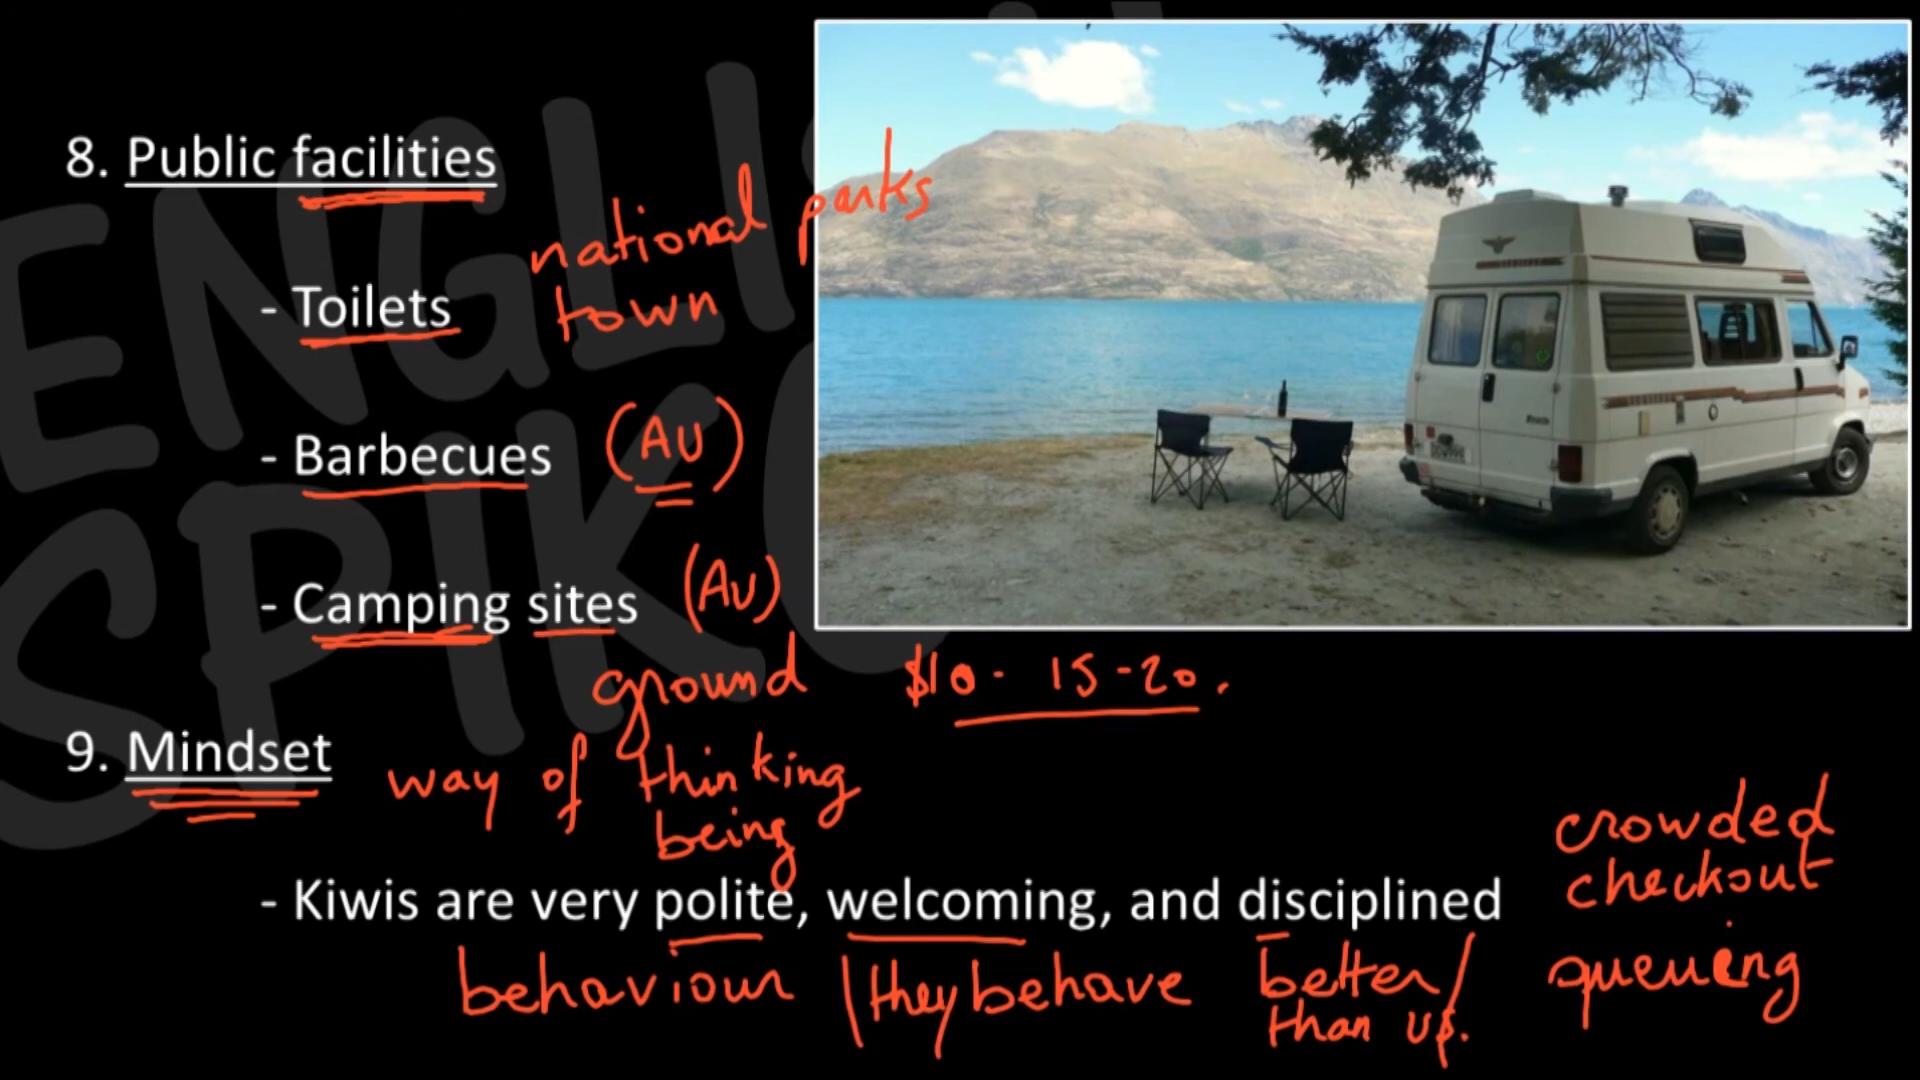 ENGLISH
SPIKO
8. Public facilities
national parks
- Toilets town
- Barbecues (AU)
- Camping sites (AU)
ground $10 - 15 - 20.
9. Mindset way of thinking
being
crowded
checkout
- Kiwis are very polite, welcoming, and disciplined
behaviour / they behave better / queueing
than us.